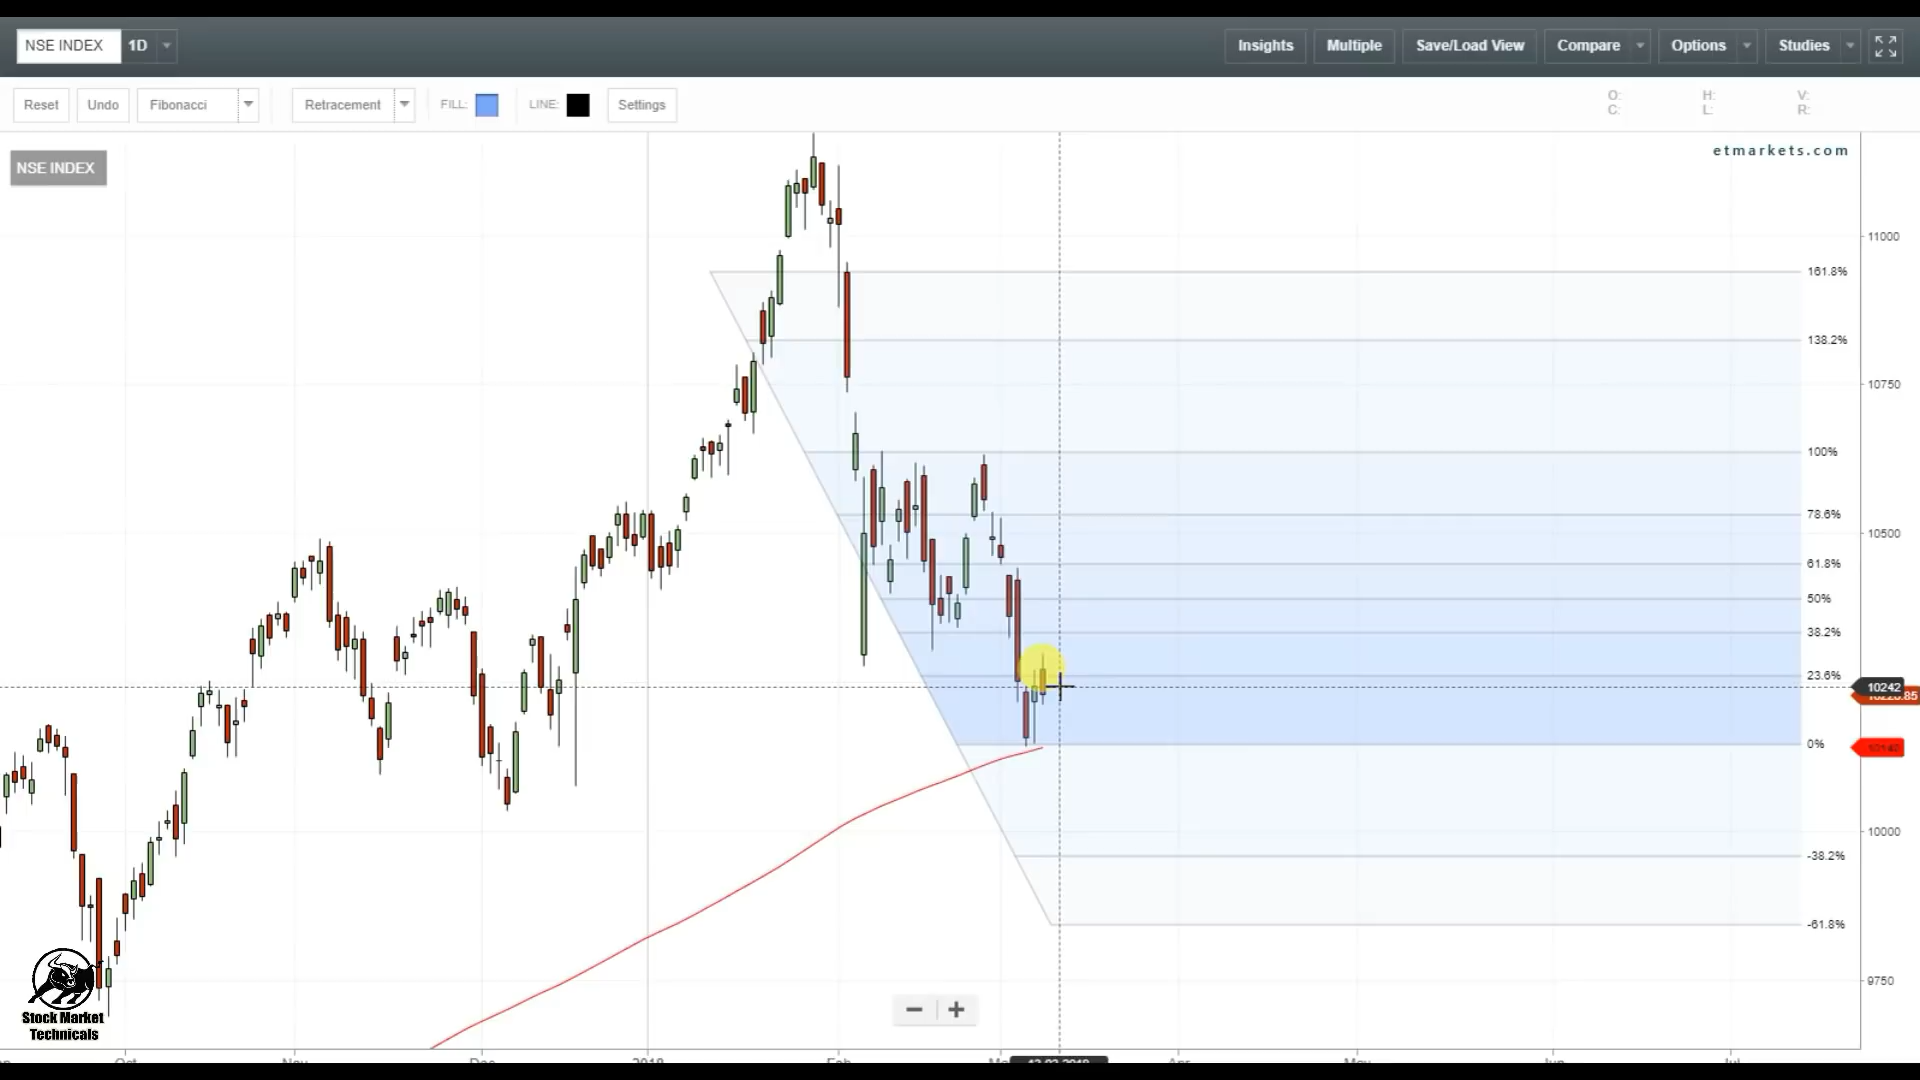 NSE INDEX 1D Insights Multiple Save/Load View Compare Options Studies
Reset Undo Fibonacci Retracement FILL: LINE: Settings
O: H: V:
C: L: R:
NSE INDEX
etmarkets.com
11000
161.8%
138.2%
10750
100%
78.6%
10500
61.8%
50%
38.2%
23.6%
10242
0%
10000
-38.2%
-61.8%
9750
Stock Market
Technicals
Oct Nov Dec 2018 Feb 13-03-2018 Apr May Jun Jul